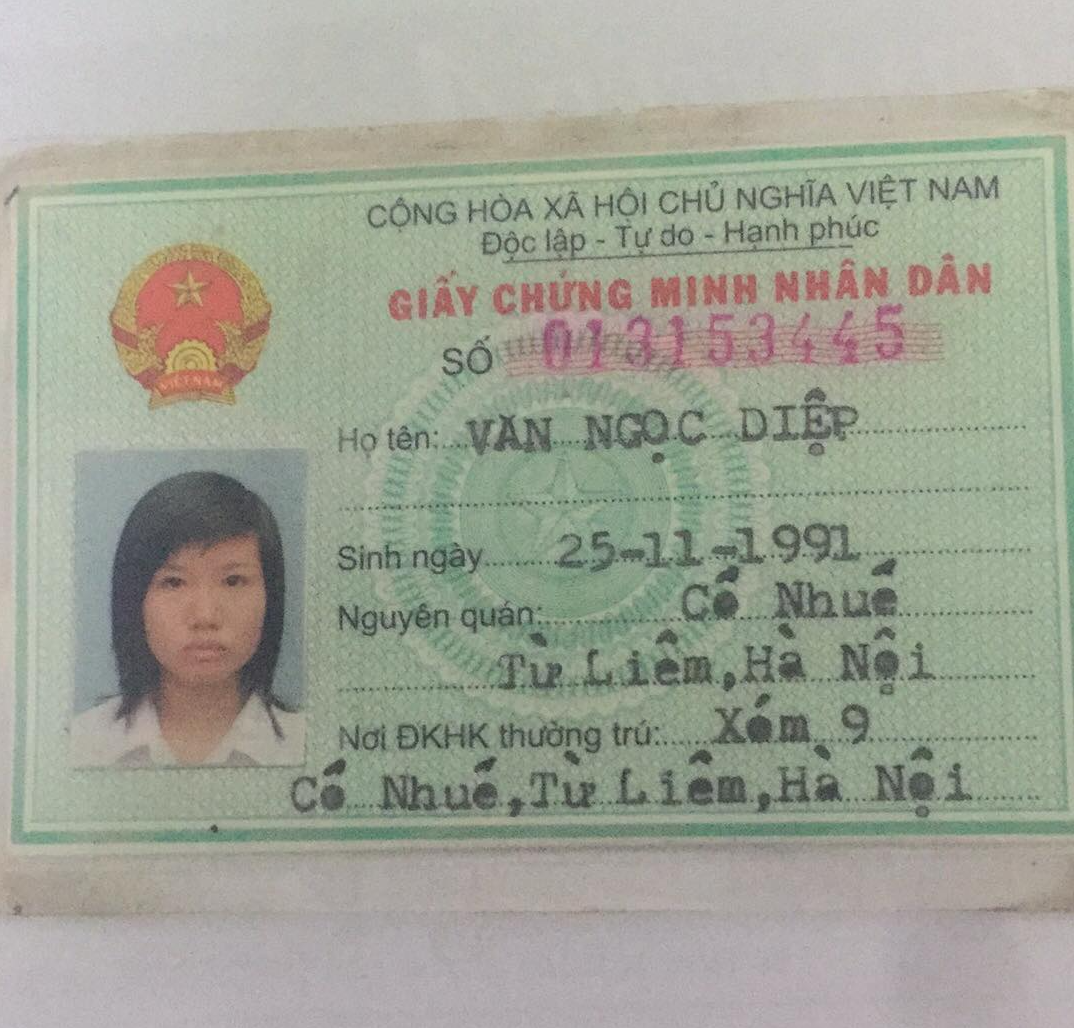 CỘNG HÒA XÃ HỘI CHỦ NGHĨA VIỆT NAM
Độc lập - Tự do - Hạnh phúc
GIẤY CHỨNG MINH NHÂN DÂN
SỐ 013153445
VIỆT NAM
Họ tên: VĂN NGỌC DIỆP
Sinh ngày 25-11-1991
Nguyên quán: Cổ Nhuế
Từ Liêm, Hà Nội
Nơi ĐKHK thường trú: Xóm 9
Cổ Nhuế, Từ Liêm, Hà Nội